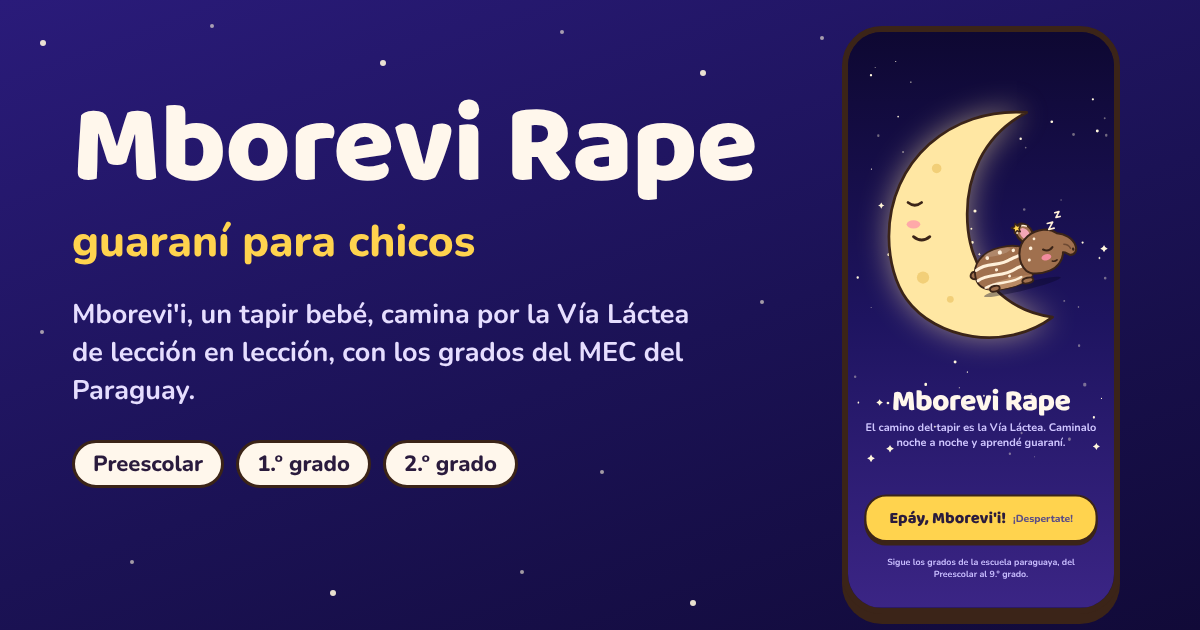 Mborevi Rape
guaraní para chicos
Mborevi'i, un tapir bebé, camina por la Vía Láctea
de lección en lección, con los grados del MEC del
Paraguay.
Preescolar
1.º grado
2.º grado
z
z
z
Mborevi Rape
El camino del tapir es la Vía Láctea. Caminalo
noche a noche y aprendé guaraní.
Epáy, Mborevi'i! ¡Despertate!
Sigue los grados de la escuela paraguaya, del
Preescolar al 9.º grado.